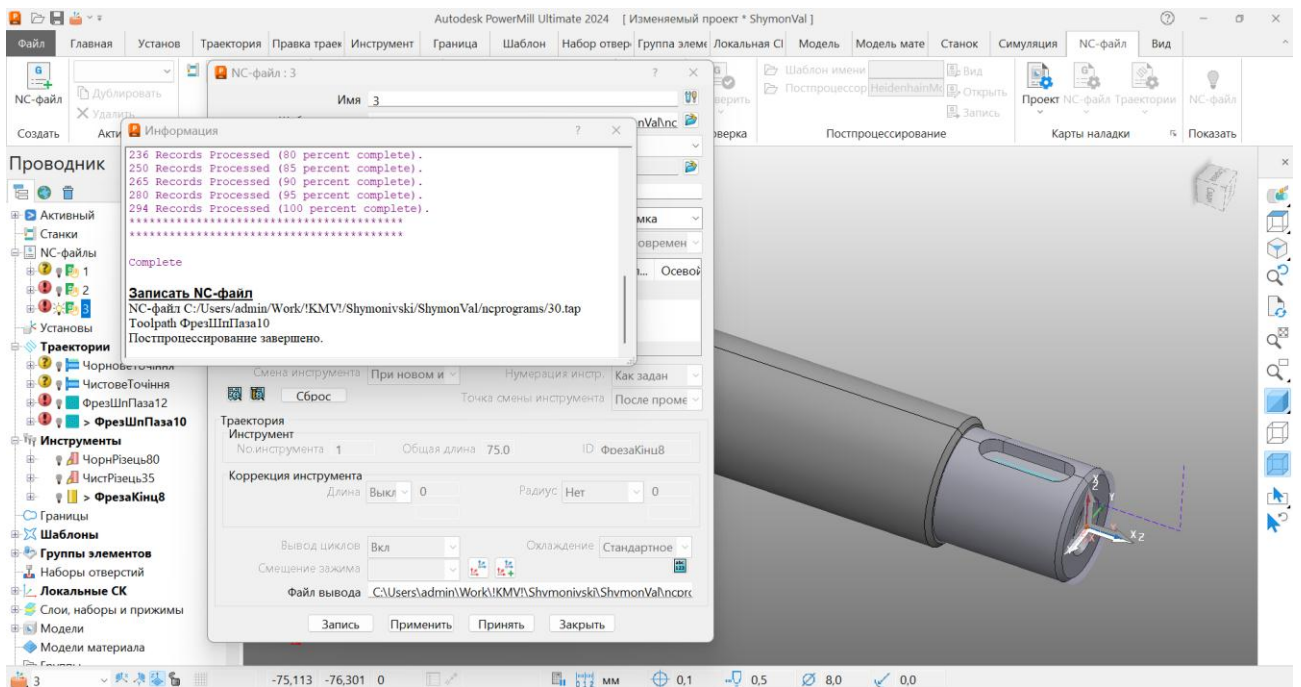 Autodesk PowerMill Ultimate 2024 [ Изменяемый проект * ShymonVal ]
Файл Главная Установ Траектория Правка траек Инструмент Граница Шаблон Набор отвер Группа элеме Локальная СІ Модель Модель мате Станок Симуляция NC-файл Вид
NC-файл
Дублировать
Удалить
Создать
Шаблон имени
Постпроцессор HeidenhainMc
Вид
Открыть
Запись
Проект NC-файл Траектории NC-файл
Постпроцессирование Карты наладки Показать
NC-файл : 3
Имя 3
Информация
236 Records Processed (80 percent complete).
250 Records Processed (85 percent complete).
265 Records Processed (90 percent complete).
280 Records Processed (95 percent complete).
294 Records Processed (100 percent complete).
******************************************
******************************************
Complete
Записать NC-файл
NC-файл C:/Users/admin/Work/!KMV!/Shymonivski/ShymonVal/ncprograms/30.tap
Toolpath ФрезШпПаза10
Постпроцессирование завершено.
Проводник
Активный
Станки
NC-файлы
1
2
3
Установы
Траектории
ЧистовеТочіння
ФрезШпПаза12
> ФрезШпПаза10
Инструменты
ЧорнРізець80
ЧистРізець35
> ФрезаКінц8
Границы
Шаблоны
Группы элементов
Наборы отверстий
Локальные СК
Слои, наборы и прижимы
Модели
Модели материала
Смена инструмента При новом и Нумерация инстр. Как задан
Сброс Точка смены инструмента После проме
Траектория
Инструмент
No.инструмента 1 Общая длина 75.0 ID ФрезаКінц8
Коррекция инструмента
Длина Выкл 0 Радиус Нет 0
Вывод циклов Вкл Охлаждение Стандартное
Смещение зажима
Файл вывода C:\Users\admin\Work\!KMV!\Shymonivski\ShymonVal\ncprc
Запись Применить Принять Закрыть
3 -75,113 -76,301 0 мм 0,1 0,5 8,0 0,0